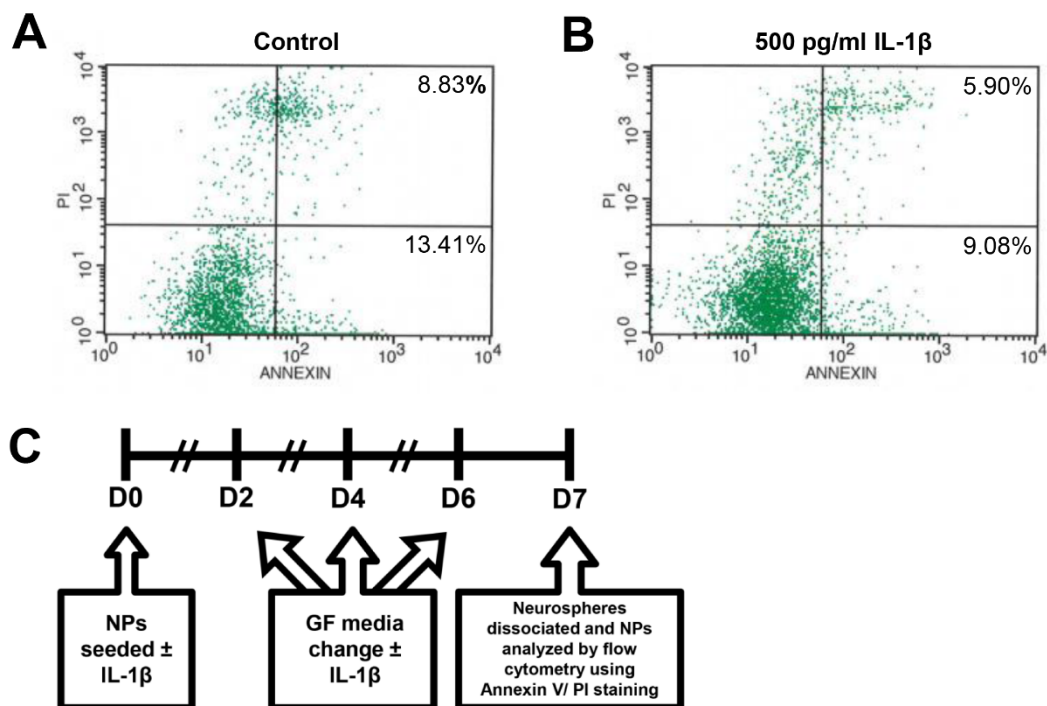 A
Control
10^4
10^3
10^2
10^1
10^0
PI
8.83%
13.41%
10^0 10^1 10^2 10^3 10^4
ANNEXIN
B
500 pg/ml IL-1β
10^4
10^3
10^2
10^1
10^0
PI
5.90%
9.08%
10^0 10^1 10^2 10^3 10^4
ANNEXIN
C
D0 D2 D4 D6 D7
NPs
seeded ±
IL-1β
GF media
change ±
IL-1β
Neurospheres
dissociated and NPs
analyzed by flow
cytometry using
Annexin V/ PI staining